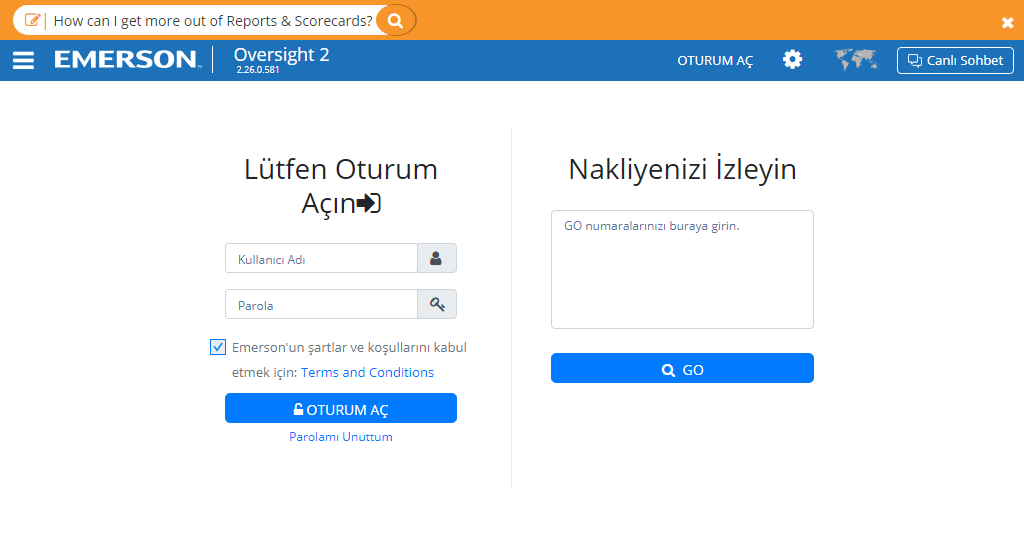 How can I get more out of Reports & Scorecards?
EMERSON™
Oversight 2
2.26.0.581
OTURUM AÇ
Canlı Sohbet
Lütfen Oturum
Açın
Kullanıcı Adı
Parola
Emerson'un şartlar ve koşullarını kabul
etmek için: Terms and Conditions
OTURUM AÇ
Parolamı Unuttum
Nakliyenizi İzleyin
GO numaralarınızı buraya girin.
GO